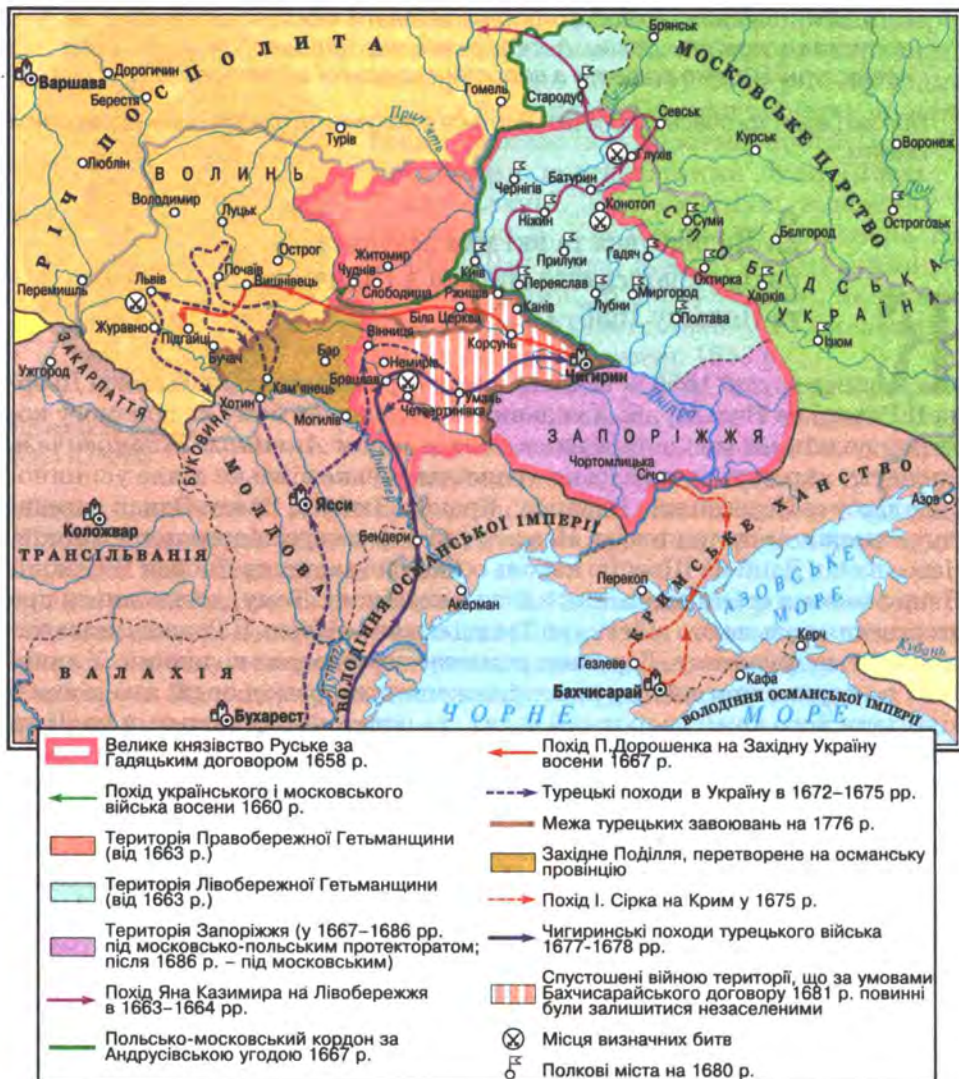 РІЧ ПОСПОЛИТА
МОСКОВСЬКЕ ЦАРСТВО
Варшава
Дорогичин
Берестя
Гомель
Брянськ
Стародуб
Севськ
Курськ
Воронеж
Дон
Турів
Прип'ять
Люблін
ВОЛИНЬ
Володимир
Луцьк
Чернігів
Глухів
Батурин
Конотоп
Ніжин
Суми
Бєлгород
Острогозьк
СЛОБІДСЬКА УКРАЇНА
Острог
Житомир
Чуднів
Слободища
Київ
Прилуки
Гадяч
Охтирка
Харків
Перемишль
Львів
Почаїв
Вишнівець
Ржищів
Переяслав
Лубни
Миргород
Полтава
Ізюм
Журавно
Підгайці
Бучач
Біла Церква
Канів
Корсунь
Вінниця
Бар
Немирів
Брацлав
Чигирин
Умань
Четвертинівка
ЗАКАРПАТТЯ
Ужгород
Хотин
Кам'янець
Могилів
БУКОВИНА
Дністер
Дніпро
ЗАПОРІЖЖЯ
Чортомлицька
Січ
МОЛДОВА
Ясси
Коложвар
ТРАНСІЛЬВАНІЯ
Бендери
ВОЛОДІННЯ ОСМАНСЬКОЇ ІМПЕРІЇ
КРИМСЬКЕ ХАНСТВО
Азов
Перекоп
АЗОВСЬКЕ МОРЕ
Акерман
Керч
Кубань
Гезлеве
Кафа
Бахчисарай
ВАЛАХІЯ
Прут
Бухарест
ЧОРНЕ МОРЕ
ВОЛОДІННЯ ОСМАНСЬКОЇ ІМПЕРІЇ
Велике князівство Руське за
Гадяцьким договором 1658 р.
Похід українського і московського
війська восени 1660 р.
Територія Правобережної Гетьманщини
(від 1663 р.)
Територія Лівобережної Гетьманщини
(від 1663 р.)
Територія Запоріжжя (у 1667–1686 рр.
під московсько-польським протекторатом;
після 1686 р. – під московським)
Похід Яна Казимира на Лівобережжя
в 1663–1664 рр.
Польсько-московський кордон за
Андрусівською угодою 1667 р.
Похід П.Дорошенка на Західну Україну
восени 1667 р.
Турецькі походи в Україну в 1672–1675 рр.
Межа турецьких завоювань на 1776 р.
Західне Поділля, перетворене на османську
провінцію
Похід І. Сірка на Крим у 1675 р.
Чигиринські походи турецького війська
1677-1678 рр.
Спустошені війною території, що за умовами
Бахчисарайського договору 1681 р. повинні
були залишитися незаселеними
Місця визначних битв
Полкові міста на 1680 р.